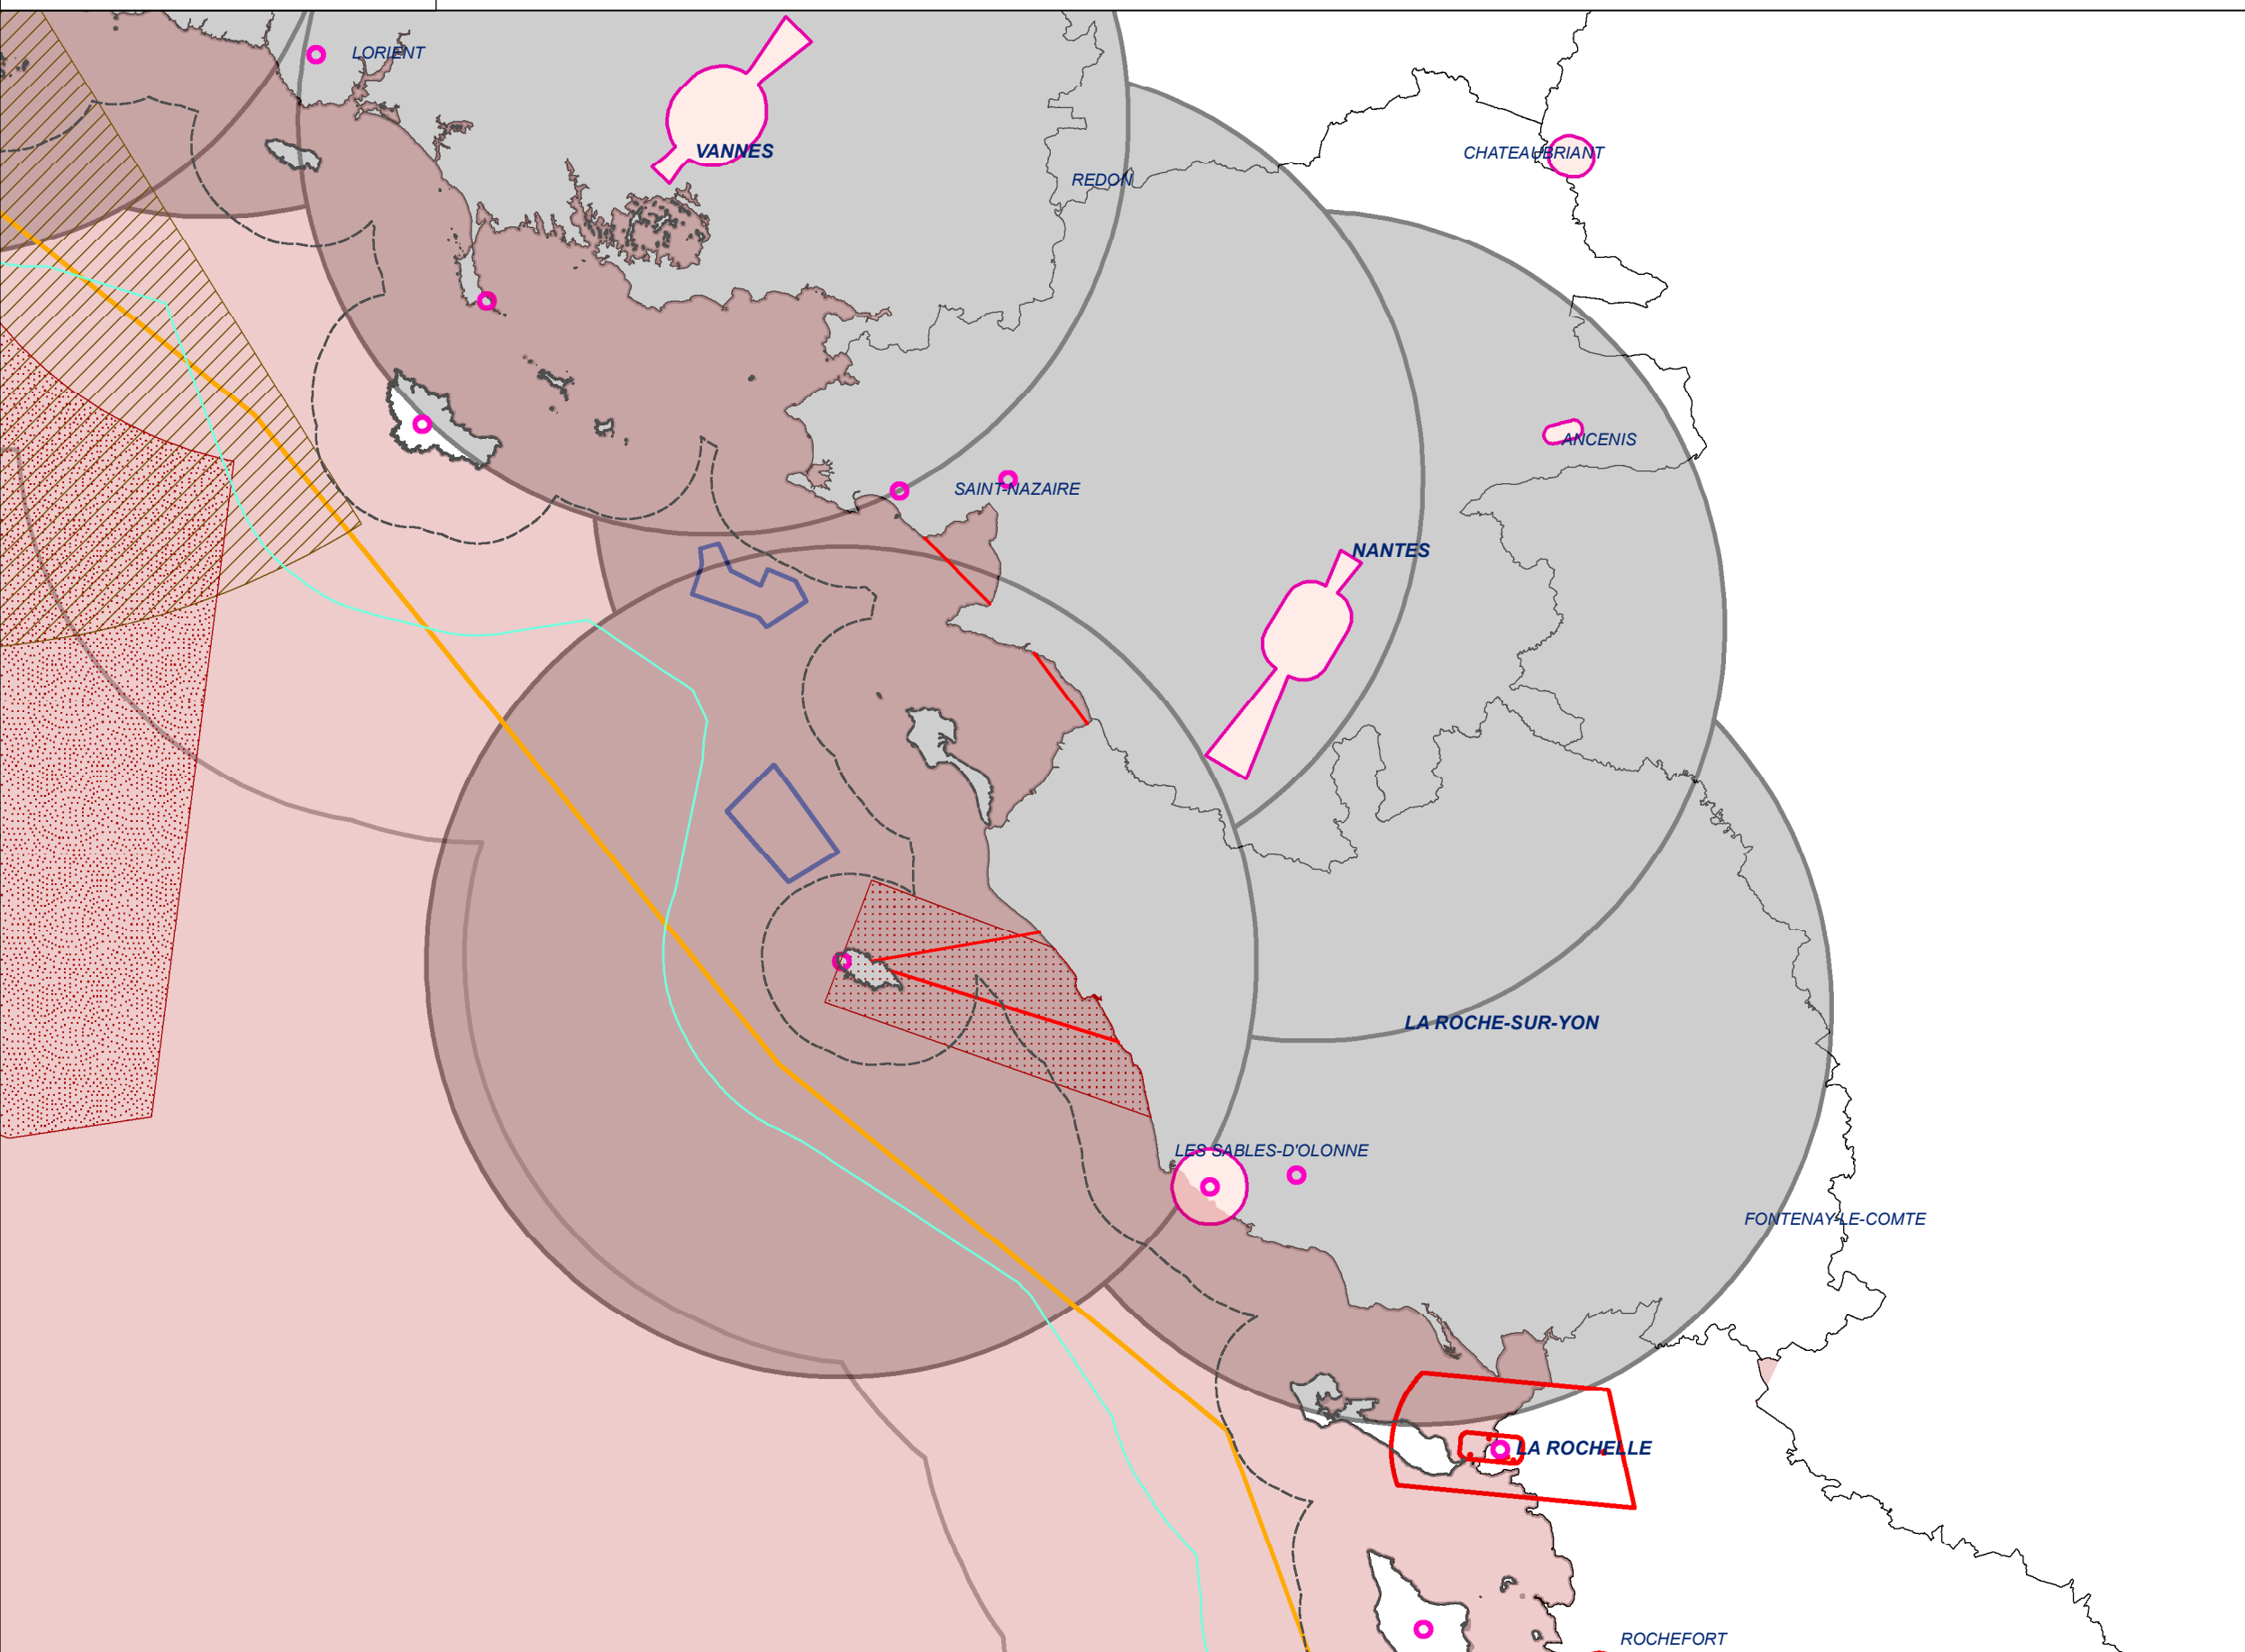 LORIENT
VANNES
CHATEAUBRIANT
REDON
ANCENIS
SAINT-NAZAIRE
NANTES
LA ROCHE-SUR-YON
LES SABLES-D'OLONNE
FONTENAY-LE-COMTE
LA ROCHELLE
ROCHEFORT